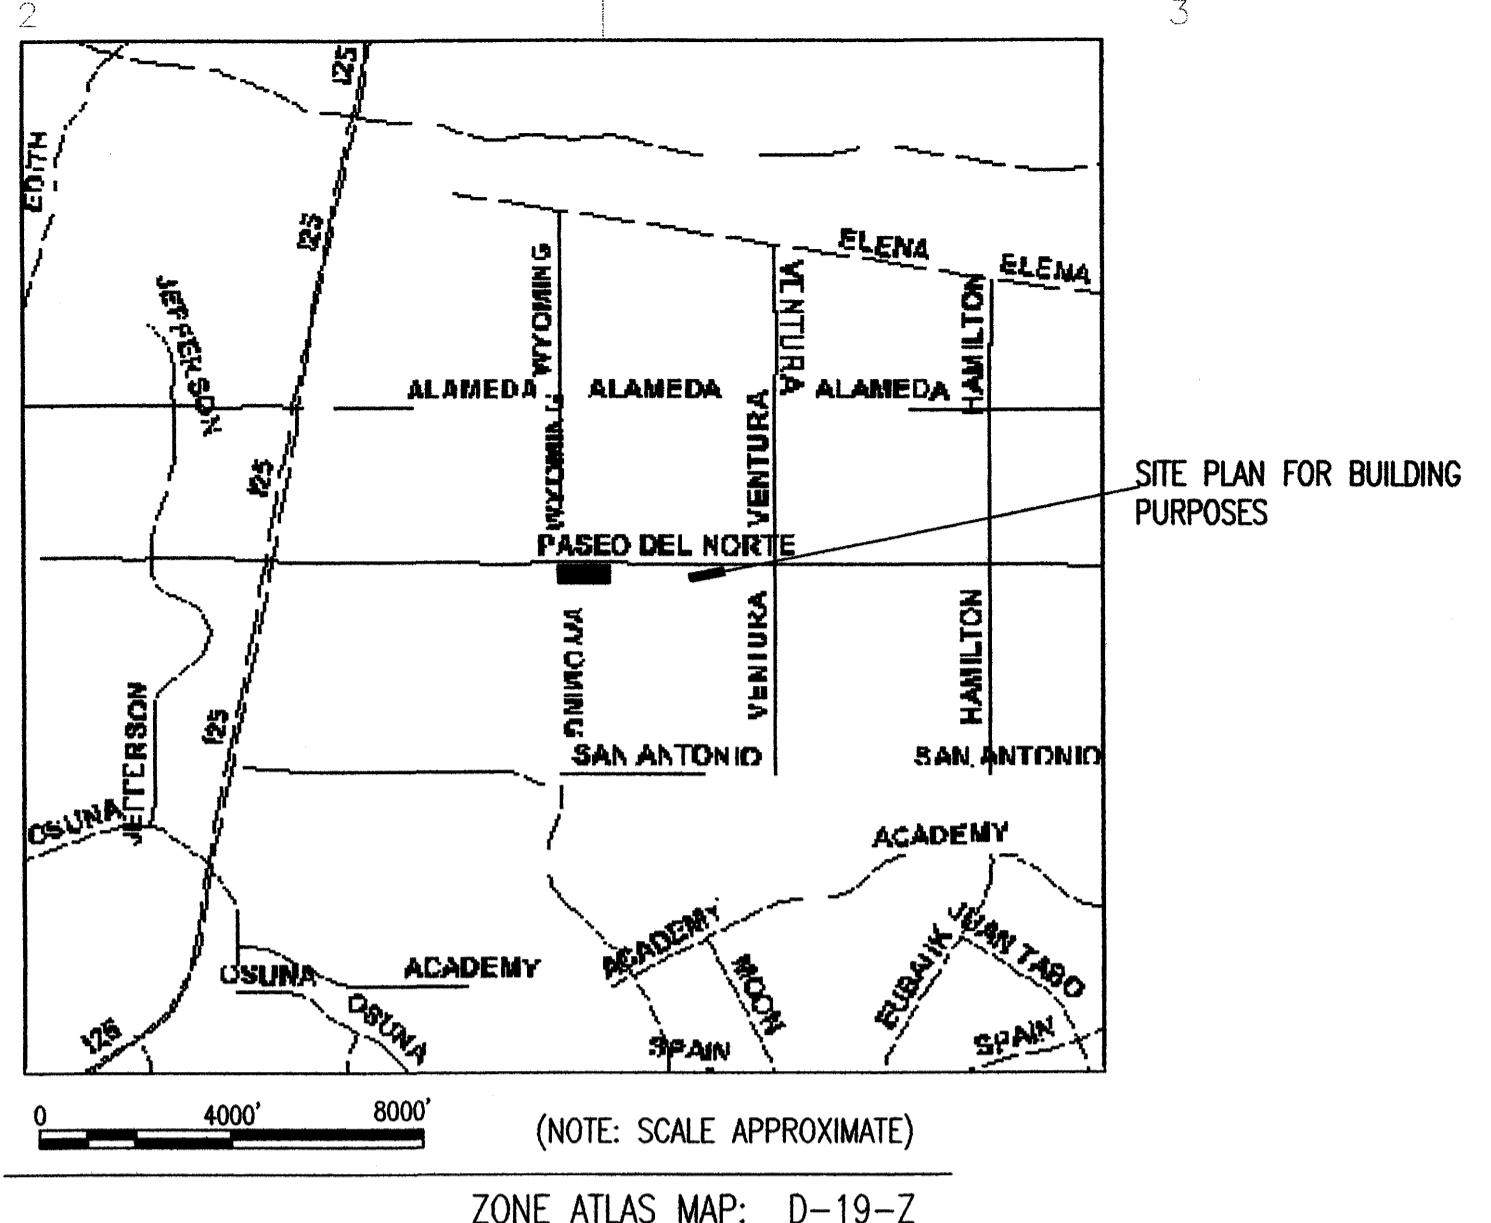 2
3
I25
EDITH
I25
WYOMING
ELENA
ELENA
VENTURA
HAMILTON
JEFFERSON
ALAMEDA
ALAMEDA
ALAMEDA
WYOMING
VENTURA
I25
SITE PLAN FOR BUILDING
PURPOSES
PASEO DEL NORTE
WYOMING
VENTURA
HAMILTON
JEFFERSON
I25
SAN ANTONIO
SAN ANTONIO
OSUNA
ACADEMY
ACADEMY
JUAN TABO
EUBANK
MOON
OSUNA
ACADEMY
OSUNA
I25
SPAIN
SPAIN
0 4000' 8000'
(NOTE: SCALE APPROXIMATE)
ZONE ATLAS MAP: D-19-Z